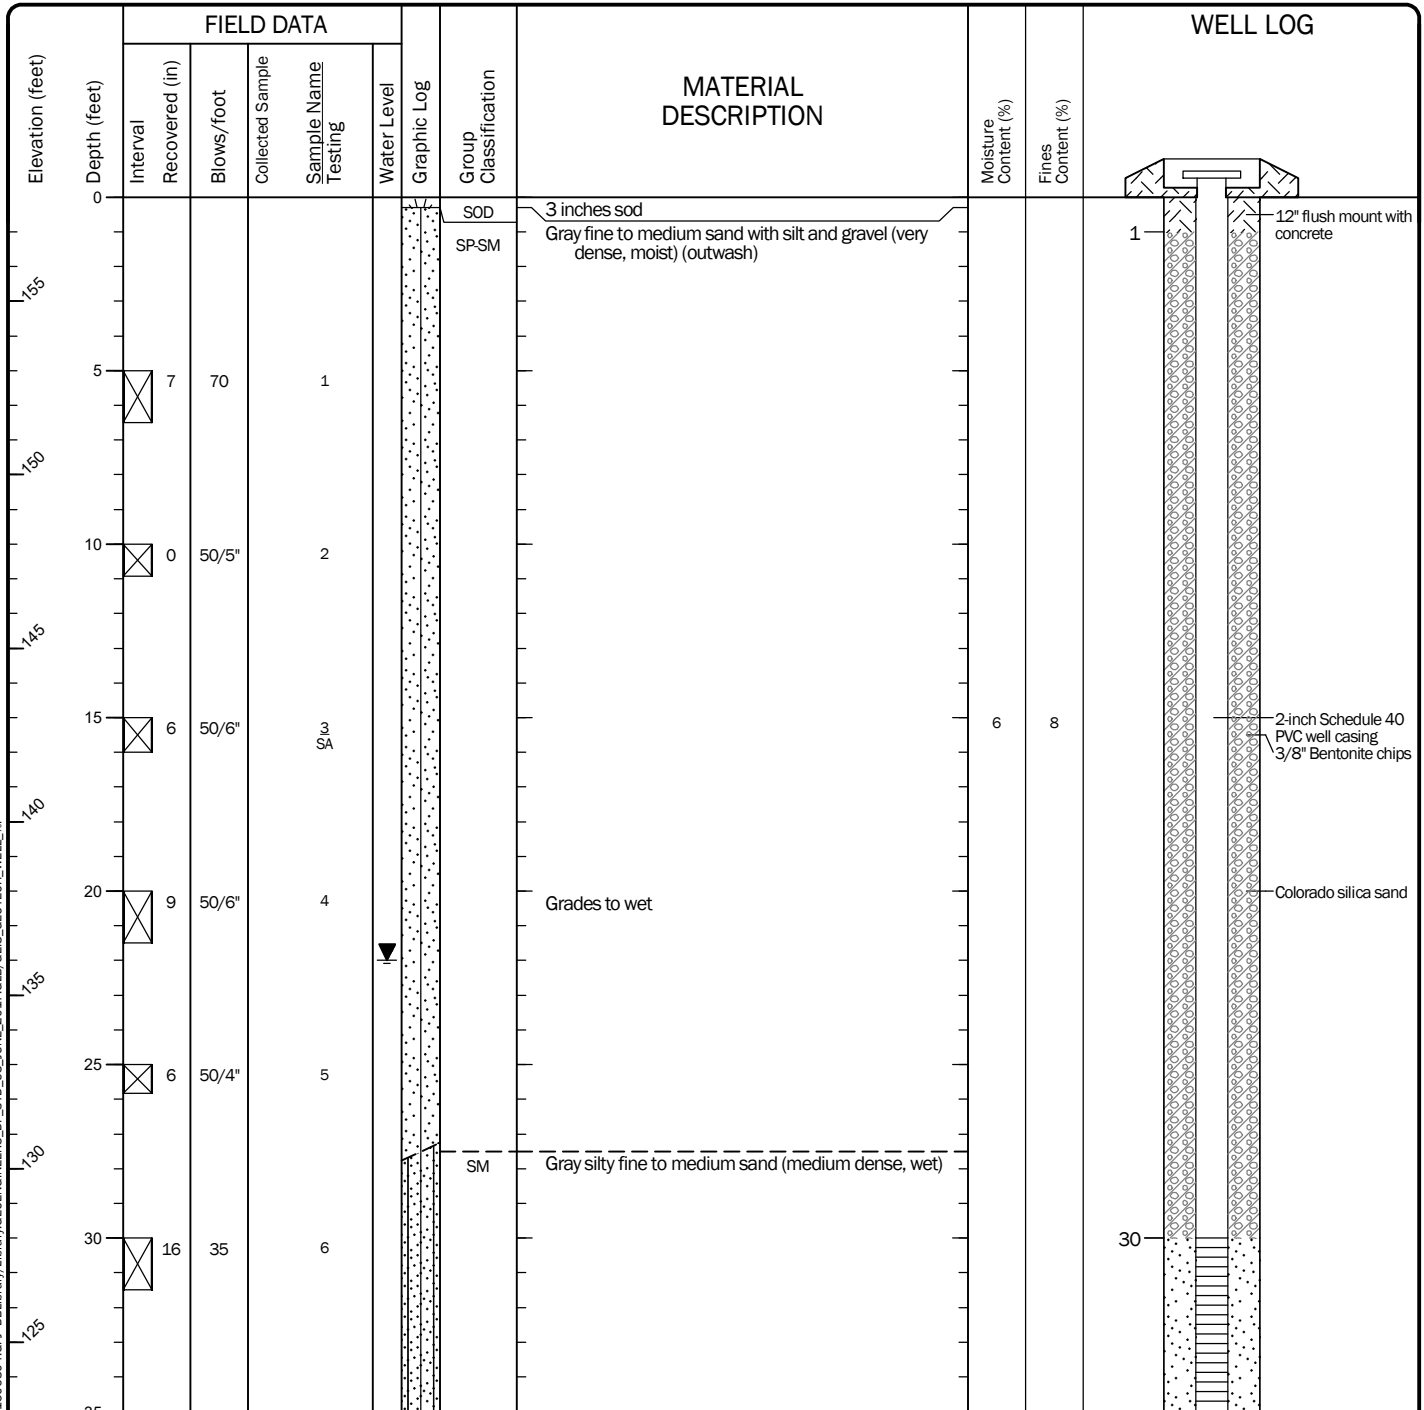 FIELD DATA
WELL LOG
Elevation (feet)
Depth (feet)
Interval
Recovered (in)
Blows/foot
Collected Sample
Sample Name
Testing
Water Level
Graphic Log
Group
Classification
MATERIAL
DESCRIPTION
Moisture
Content (%)
Fines
Content (%)
0
SOD
3 inches sod
12" flush mount with
concrete
SP-SM
Gray fine to medium sand with silt and gravel (very
dense, moist) (outwash)
1
155
5
7
70
1
150
10
0
50/5"
2
145
15
6
50/6"
3
SA
6
8
2-inch Schedule 40
PVC well casing
3/8" Bentonite chips
140
20
9
50/6"
4
Grades to wet
Colorado silica sand
135
25
6
50/4"
5
130
SM
Gray silty fine to medium sand (medium dense, wet)
30
16
35
6
30
125